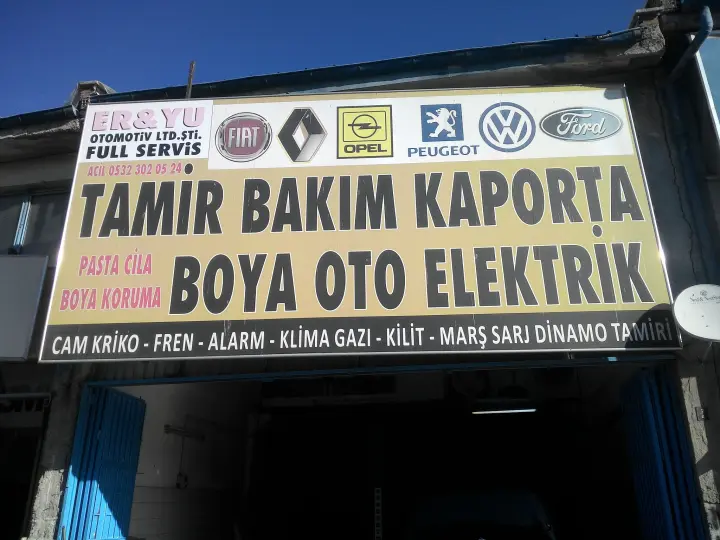 ER&YU
OTOMOTİV LTD.ŞTİ.
FULL SERVİS
ACİL 0532 302 05 24
FIAT
OPEL
PEUGEOT
Ford
TAMİR BAKIM KAPORTA
PASTA CİLA
BOYA KORUMA
BOYA OTO ELEKTRİK
CAM KRİKO - FREN - ALARM - KLİMA GAZI - KİLİT - MARŞ SARJ DİNAMO TAMİRİ